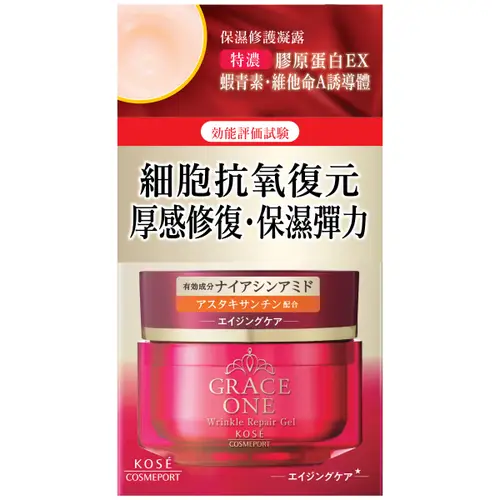 保濕修護凝露
特濃 膠原蛋白EX
蝦青素・維他命A誘導體
効能評価試験
細胞抗氧復元
厚感修復・保濕彈力
有効成分ナイアシンアミド
アスタキサンチン配合
エイジングケア
GRACE
ONE
Wrinkle Repair Gel
KOSÉ
COSMEPORT
KOSÉ
COSMEPORT
エイジングケア★